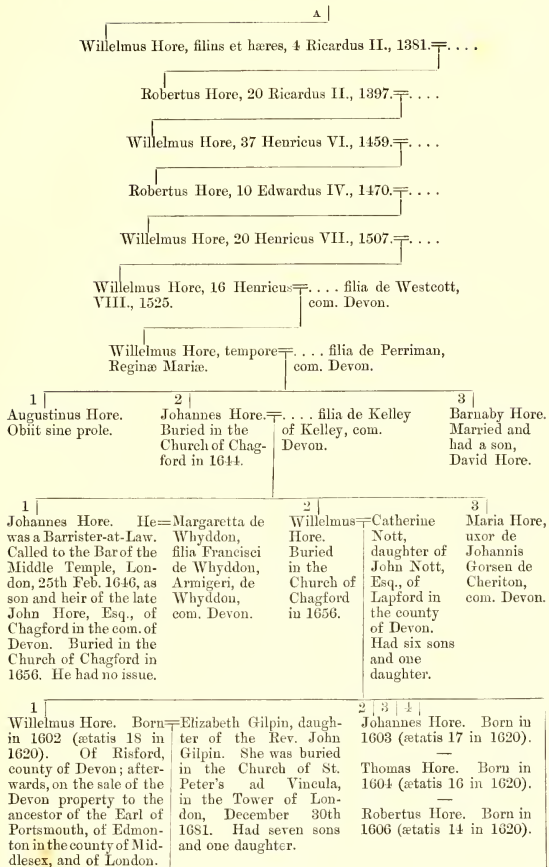 A
Willelmus Hore, filius et hæres, 4 Ricardus II., 1381. . . . .
Robertus Hore, 20 Ricardus II., 1397. . . . .
Willelmus Hore, 37 Henricus VI., 1459. . . . .
Robertus Hore, 10 Edwardus IV., 1470. . . . .
Willelmus Hore, 20 Henricus VII., 1507. . . . .
Willelmus Hore, 16 Henricus . . . . filia de Westcott,
VIII., 1525. com. Devon.
Willelmus Hore, tempore . . . . filia de Perriman,
Reginæ Mariæ. com. Devon.
1
Augustinus Hore.
Obiit sine prole.
2
Johannes Hore.
Buried in the
Church of Chag-
ford in 1644.
. . . . filia de Kelley
of Kelley, com.
Devon.
3
Barnaby Hore.
Married and
had a son,
David Hore.
1
Johannes Hore. He
was a Barrister-at-Law.
Called to the Bar of the
Middle Temple, Lon-
don, 25th Feb. 1646, as
son and heir of the late
John Hore, Esq., of
Chagford in the com. of
Devon. Buried in the
Church of Chagford in
1656. He had no issue.
=Margaretta de
Whyddon,
filia Francisci
de Whyddon,
Armigeri, de
Whyddon,
com. Devon.
2
Willelmus
Hore.
Buried
in the
Church of
Chagford
in 1656.
Catherine
Nott,
daughter of
John Nott,
Esq., of
Lapford in
the county
of Devon.
Had six sons
and one
daughter.
3
Maria Hore,
uxor de
Johannis
Gorsen de
Cheriton,
com. Devon.
1
Willelmus Hore. Born
in 1602 (ætatis 18 in
1620). Of Risford,
county of Devon; after-
wards, on the sale of the
Devon property to the
ancestor of the Earl of
Portsmouth, of Edmon-
ton in the county of Mid-
dlesex, and of London.
Elizabeth Gilpin, daugh-
ter of the Rev. John
Gilpin. She was buried
in the Church of St.
Peter's ad Vincula,
in the Tower of Lon-
don, December 30th
1681. Had seven sons
and one daughter.
2 3 4
Johannes Hore. Born in
1603 (ætatis 17 in 1620).
—
Thomas Hore. Born in
1604 (ætatis 16 in 1620).
—
Robertus Hore. Born in
1606 (ætatis 14 in 1620).